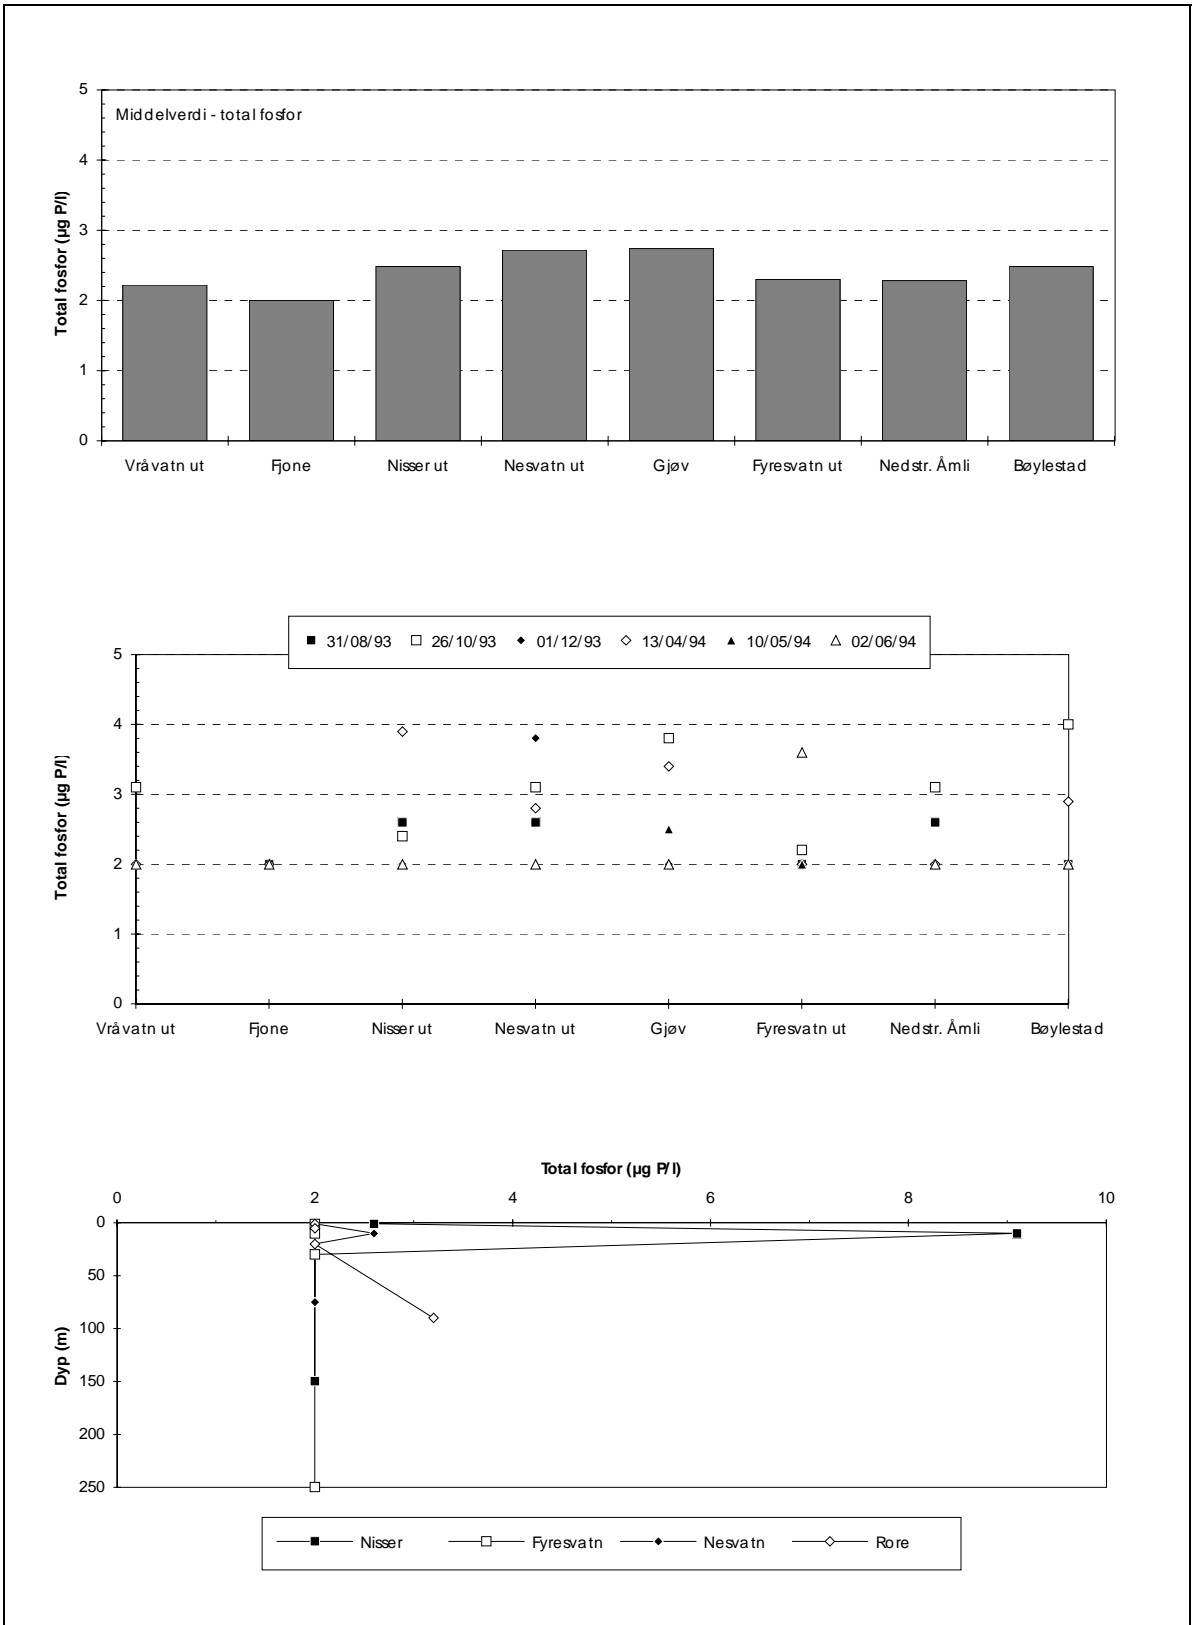 Middelverdi - total fosfor
Total fosfor (µg P/l)
5
4
3
2
1
0
Vråvatn ut Fjone Nisser ut Nesvatn ut Gjøv Fyresvatn ut Nedstr. Åmli Bøylestad
31/08/93 26/10/93 01/12/93 13/04/94 10/05/94 02/06/94
Total fosfor (µg P/l)
5
4
3
2
1
0
Vråvatn ut Fjone Nisser ut Nesvatn ut Gjøv Fyresvatn ut Nedstr. Åmli Bøylestad
Total fosfor (µg P/l)
0 2 4 6 8 10
Dyp (m)
0
50
100
150
200
250
Nisser Fyresvatn Nesvatn Rore